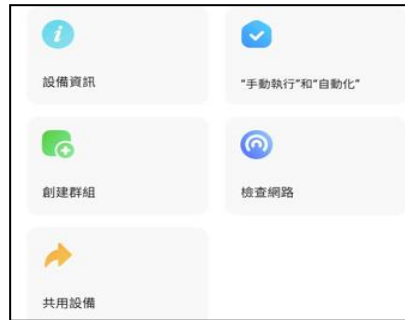 設備資訊
“手動執行”和“自動化”
創建群組
檢查網路
共用設備